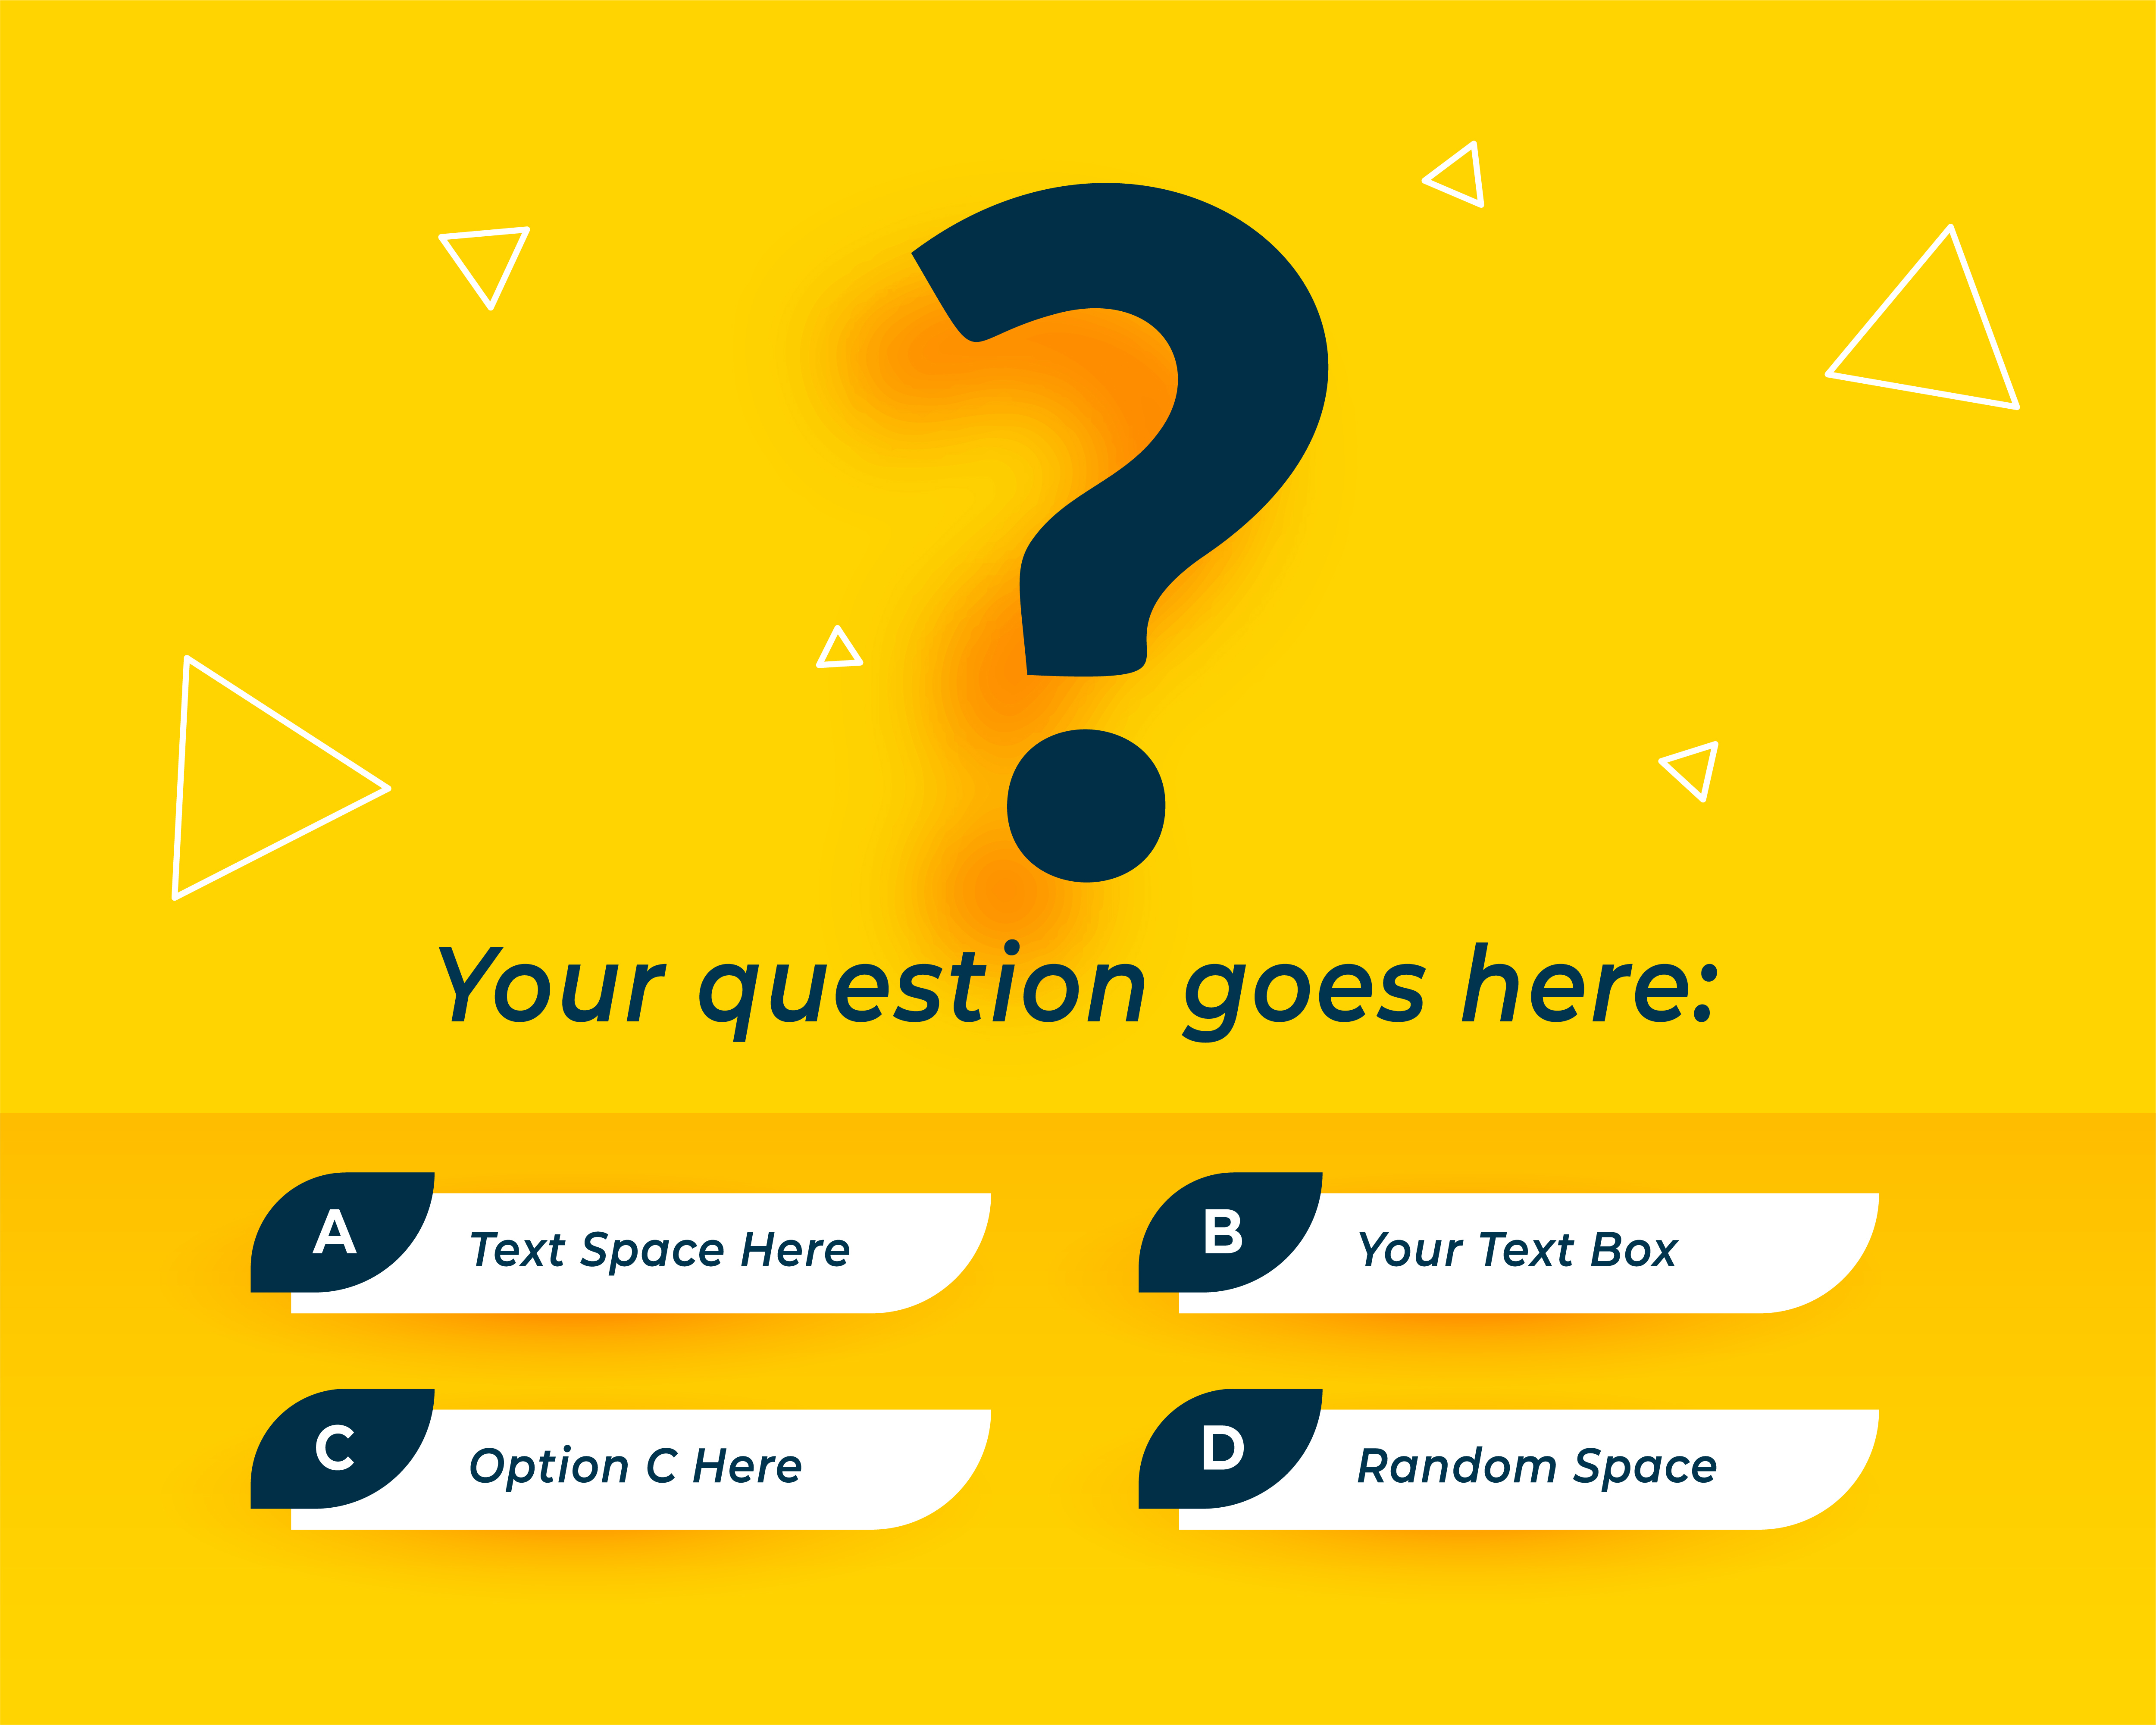 ?
Your question goes here:
A Text Space Here
B Your Text Box
C Option C Here
D Random Space